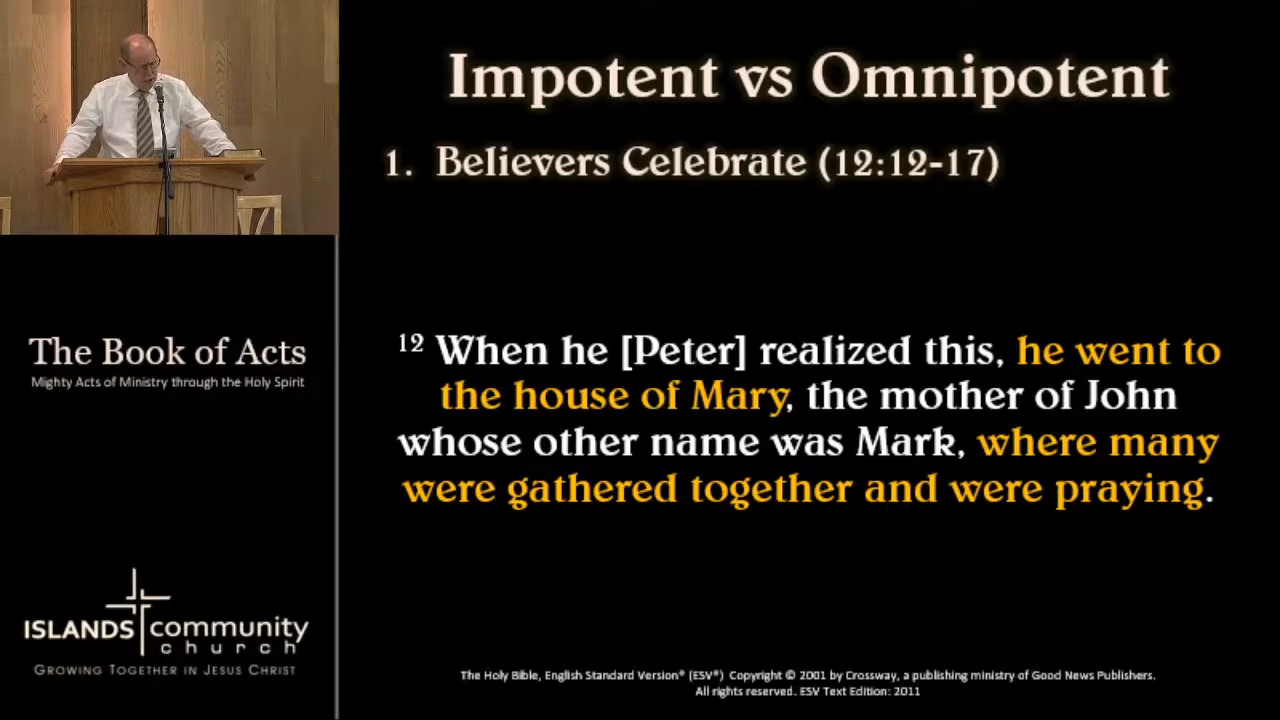 Impotent vs Omnipotent
1. Believers Celebrate (12:12-17)
12 When he [Peter] realized this, he went to
the house of Mary, the mother of John
whose other name was Mark, where many
were gathered together and were praying.
The Book of Acts
Mighty Acts of Ministry through the Holy Spirit
ISLANDS community
church
GROWING TOGETHER IN JESUS CHRIST
The Holy Bible, English Standard Version® (ESV®) Copyright © 2001 by Crossway, a publishing ministry of Good News Publishers.
All rights reserved. ESV Text Edition: 2011